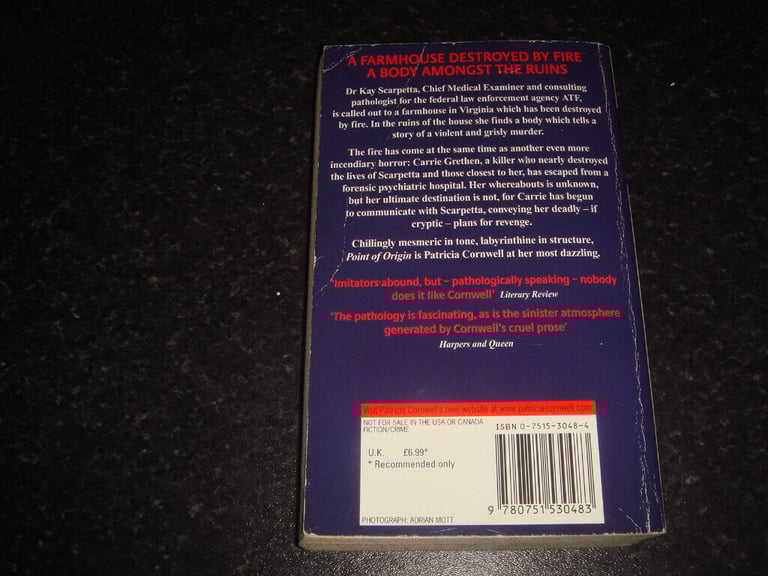 A FARMHOUSE DESTROYED BY FIRE
A BODY AMONGST THE RUINS
Dr Kay Scarpetta, Chief Medical Examiner and consulting
pathologist for the federal law enforcement agency ATF,
is called out to a farmhouse in Virginia which has been destroyed
by fire. In the ruins of the house she finds a body which tells a
story of a violent and grisly murder.
The fire has come at the same time as another even more
incendiary horror: Carrie Grethen, a killer who nearly destroyed
the lives of Scarpetta and those closest to her, has escaped from a
forensic psychiatric hospital. Her whereabouts is unknown,
but her ultimate destination is not, for Carrie has begun
to communicate with Scarpetta, conveying her deadly – if
cryptic – plans for revenge.
Chillingly mesmeric in tone, labyrinthine in structure,
Point of Origin is Patricia Cornwell at her most dazzling.
'Imitators abound, but – pathologically speaking – nobody
does it like Cornwell' Literary Review
'The pathology is fascinating, as is the sinister atmosphere
generated by Cornwell's cruel prose'
Harpers and Queen
Visit Patricia Cornwell's own website at www.patricia-cornwell.com
NOT FOR SALE IN THE USA OR CANADA
FICTION/CRIME
ISBN 0-7515-3048-4
U.K. £6.99*
* Recommended only
9 780751 530483
PHOTOGRAPH: ADRIAN MOTT